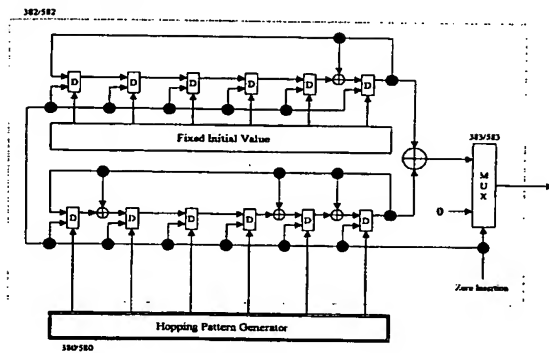 382/582
D D D D D D
Fixed Initial Value
383/583
M
U
X
0
D D D D D D
Zero Insertion
Hopping Pattern Generator
380/580